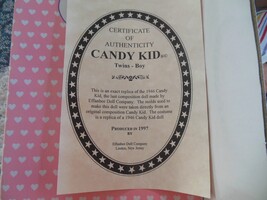 CERTIFICATE
OF
AUTHENTICITY
CANDY KID
Twins - Boy
This is an exact replica of the 1946 Candy
Kid, the last composition doll made by
Effanbee Doll Company. The molds used to
make this doll were taken directly from an
original composition Candy Kid. The costume
is a replica of a 1946 Candy Kid doll.
PRODUCED IN 1997
BY
Effanbee Doll Company
New Jersey